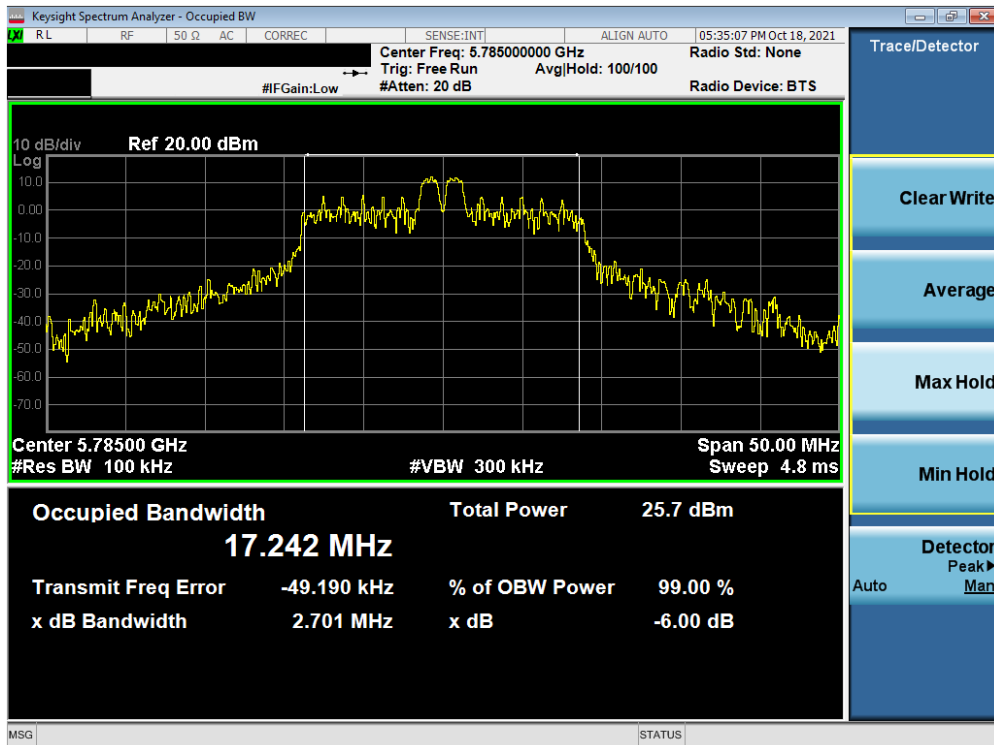 Keysight Spectrum Analyzer - Occupied BW
LXI RL RF 50 Ω AC CORREC SENSE:INT ALIGN AUTO 05:35:07 PM Oct 18, 2021
Center Freq: 5.785000000 GHz Radio Std: None
Trig: Free Run Avg|Hold: 100/100
#IFGain:Low #Atten: 20 dB Radio Device: BTS
10 dB/div Ref 20.00 dBm
Log
10.0
0.00
-10.0
-20.0
-30.0
-40.0
-50.0
-60.0
-70.0
Center 5.78500 GHz Span 50.00 MHz
#Res BW 100 kHz #VBW 300 kHz Sweep 4.8 ms
Occupied Bandwidth Total Power 25.7 dBm
17.242 MHz
Transmit Freq Error -49.190 kHz % of OBW Power 99.00 %
x dB Bandwidth 2.701 MHz x dB -6.00 dB
MSG STATUS
Trace/Detector
Clear Write
Average
Max Hold
Min Hold
Detector
Peak
Auto Man